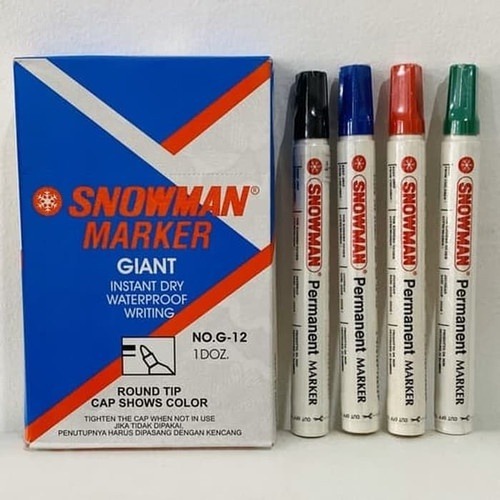 SNOWMAN®
MARKER
GIANT
INSTANT DRY
WATERPROOF
WRITING
NO.G-12
1DOZ.
ROUND TIP
CAP SHOWS COLOR
TIGHTEN THE CAP WHEN NOT IN USE
JIKA TIDAK DIPAKAI.
PENUTUPNYA HARUS DIPASANG DENGAN KENCANG
SNOWMAN Permanent MARKER
SNOWMAN Permanent MARKER
SNOWMAN Permanent MARKER
SNOWMAN Permanent MARKER